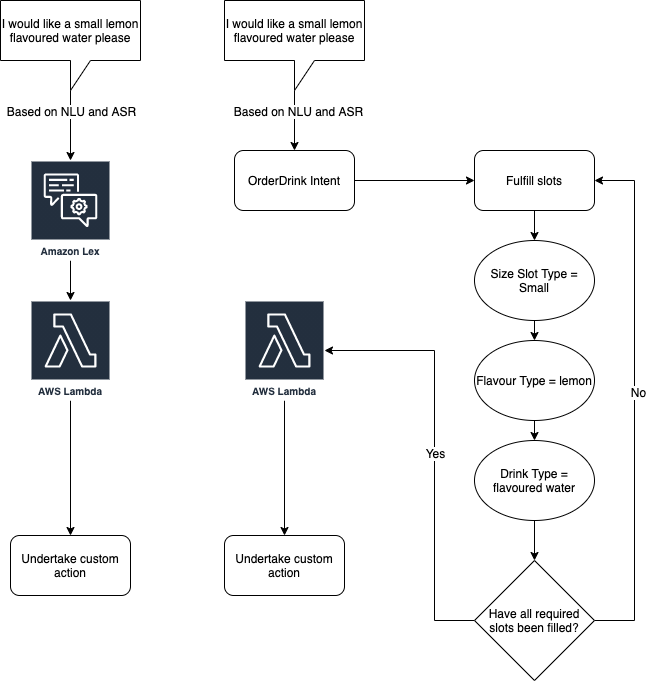 I would like a small lemon
flavoured water please
Based on NLU and ASR
Amazon Lex
AWS Lambda
Undertake custom
action
I would like a small lemon
flavoured water please
Based on NLU and ASR
OrderDrink Intent
Fulfill slots
Size Slot Type =
Small
Flavour Type = lemon
Drink Type =
flavoured water
Have all required
slots been filled?
No
Yes
AWS Lambda
Undertake custom
action